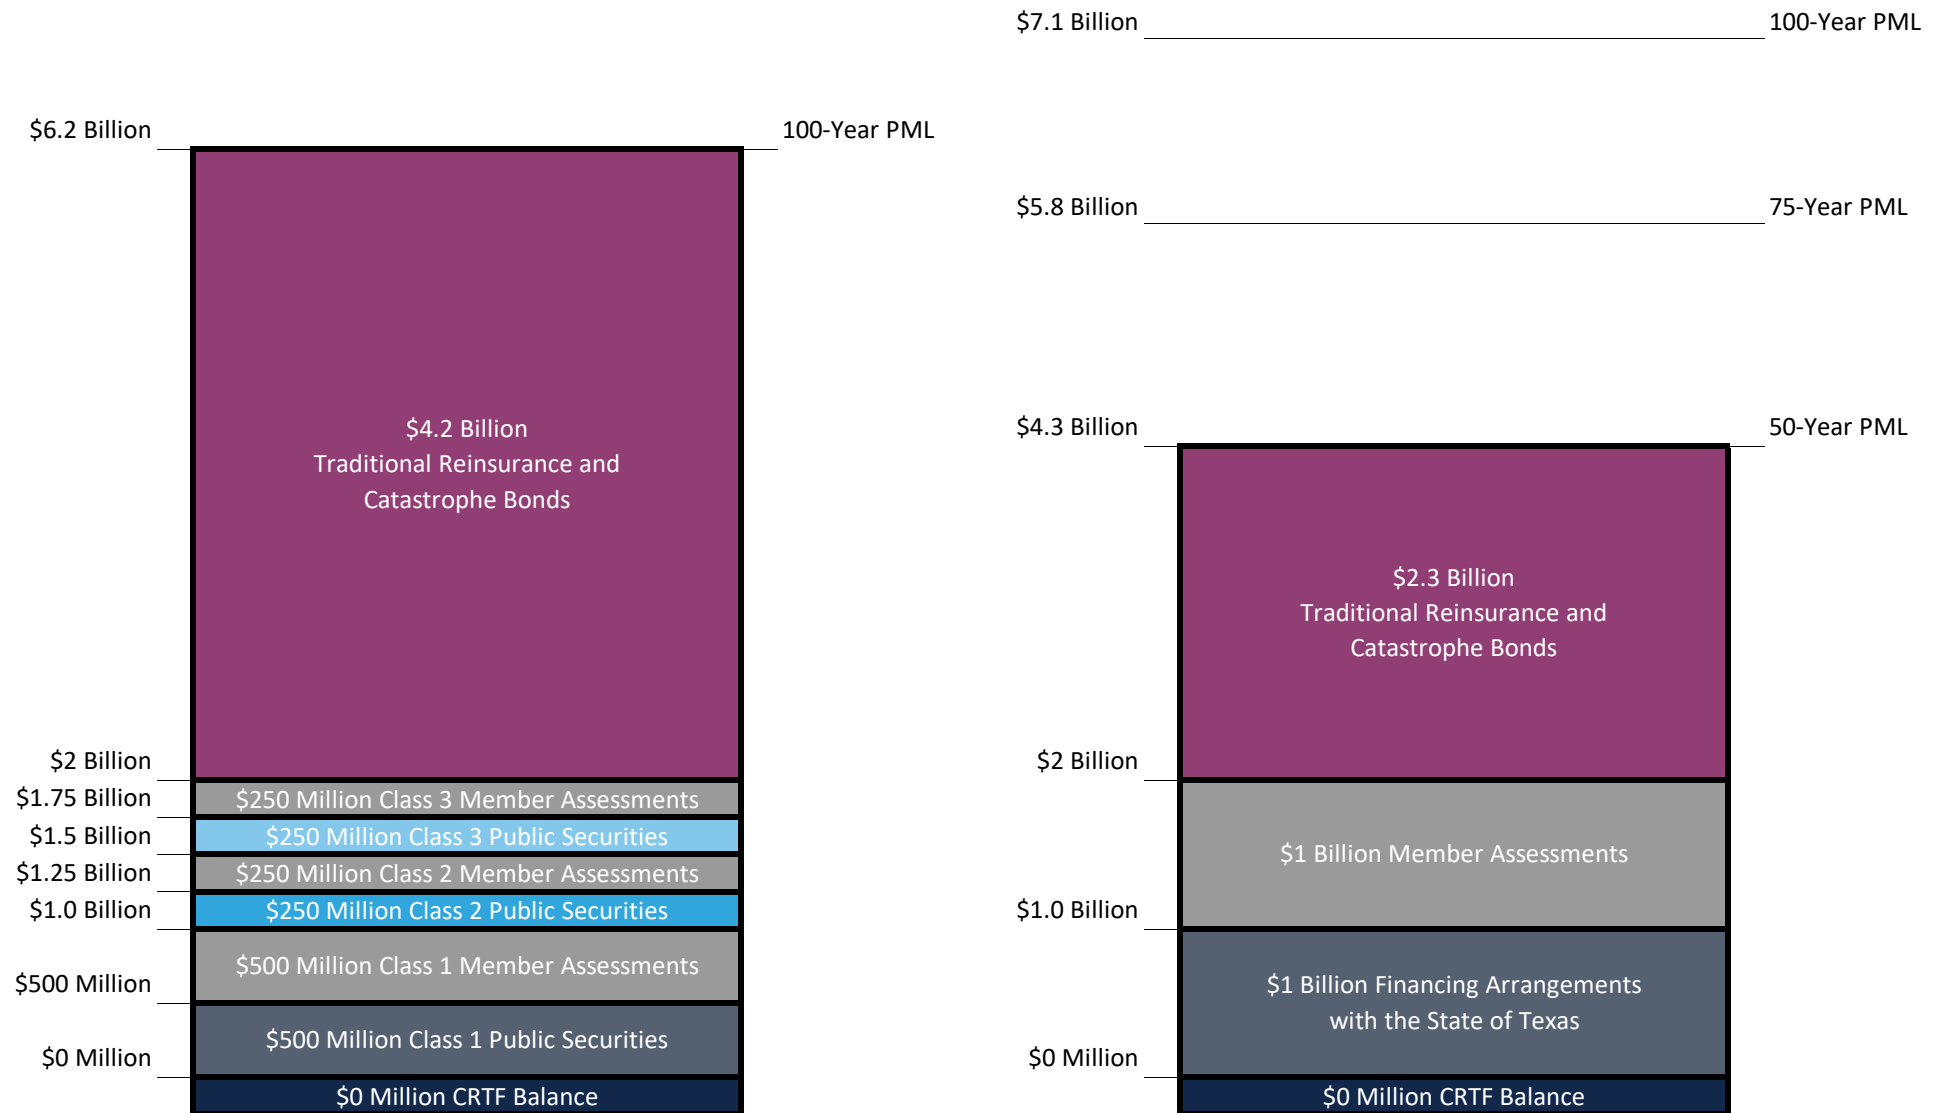 $6.2 Billion
100-Year PML
$4.2 Billion
Traditional Reinsurance and
Catastrophe Bonds
$2 Billion
$1.75 Billion
$250 Million Class 3 Member Assessments
$1.5 Billion
$250 Million Class 3 Public Securities
$1.25 Billion
$250 Million Class 2 Member Assessments
$1.0 Billion
$250 Million Class 2 Public Securities
$500 Million Class 1 Member Assessments
$500 Million
$500 Million Class 1 Public Securities
$0 Million
$0 Million CRTF Balance
$7.1 Billion
100-Year PML
$5.8 Billion
75-Year PML
$4.3 Billion
50-Year PML
$2.3 Billion
Traditional Reinsurance and
Catastrophe Bonds
$2 Billion
$1 Billion Member Assessments
$1.0 Billion
$1 Billion Financing Arrangements
with the State of Texas
$0 Million
$0 Million CRTF Balance